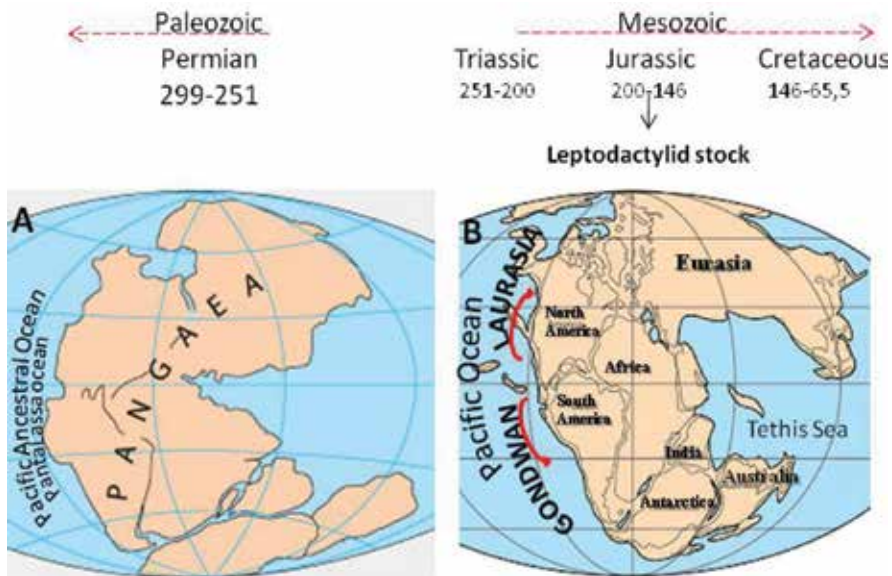 Paleozoic
Permian
299-251
Mesozoic
Triassic
Jurassic
Cretaceous
251-200
200-146
146-65,5
Leptodactylid stock
A
PANGAEA
Pacific Ancestral Ocean
Pantalassa ocean
B
Pacific Ocean
LAURASIA
GONDWAN
Eurasia
North
America
Africa
South
America
Tethis Sea
India
Australia
Antarctica